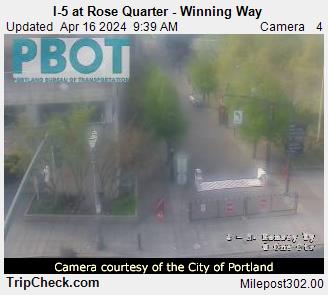 I-5 at Rose Quarter - Winning Way
Updated Apr 16 2024 9:39 AM Camera 4
PBOT
PORTLAND BUREAU OF TRANSPORTATION
Camera courtesy of the City of Portland
TripCheck.com Milepost302.00